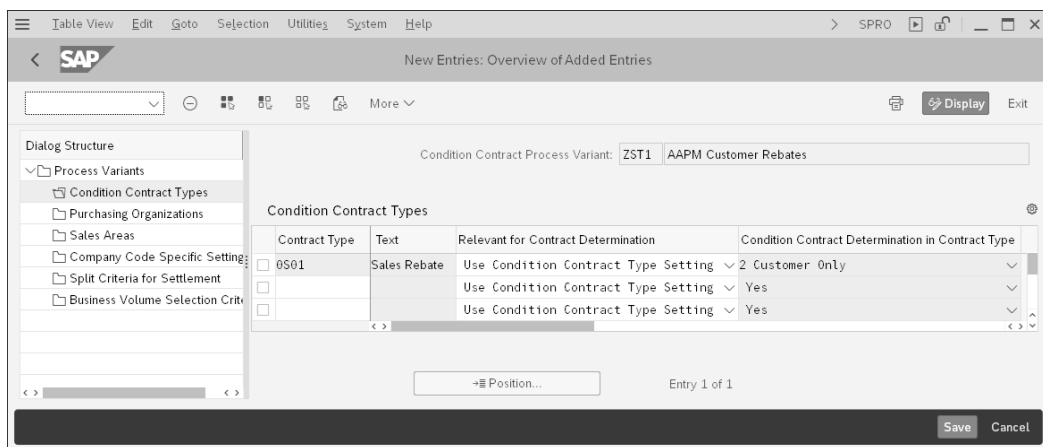 Table View Edit Goto Selection Utilities System Help SPRO
SAP New Entries: Overview of Added Entries
More Display Exit
Dialog Structure
Condition Contract Process Variant: ZST1 AAPM Customer Rebates
Process Variants
Condition Contract Types
Purchasing Organizations
Sales Areas
Company Code Specific Setting
Split Criteria for Settlement
Business Volume Selection Crit
Condition Contract Types
Contract Type Text Relevant for Contract Determination Condition Contract Determination in Contract Type
0S01 Sales Rebate Use Condition Contract Type Setting 2 Customer Only
Use Condition Contract Type Setting Yes
Use Condition Contract Type Setting Yes
Position... Entry 1 of 1
Save Cancel